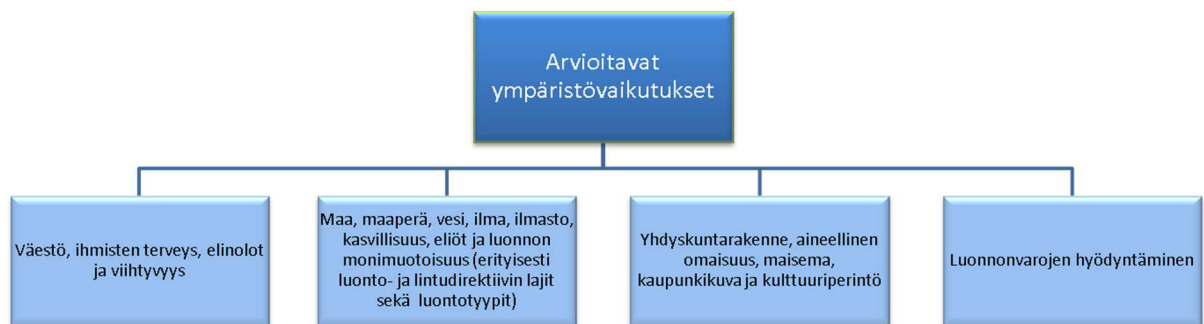 Arvioitavat
ympäristövaikutukset
Väestö, ihmisten terveys, elinolot
ja viihtyvyys
Maa, maaperä, vesi, ilma, ilmasto,
kasvillisuus, eliöt ja luonnon
monimuotoisuus (erityisesti
luonto- ja lintudirektiivin lajit
sekä luontotyypit)
Yhdyskuntarakenne, aineellinen
omaisuus, maisema,
kaupunkikuva ja kulttuuriperintö
Luonnonvarojen hyödyntäminen